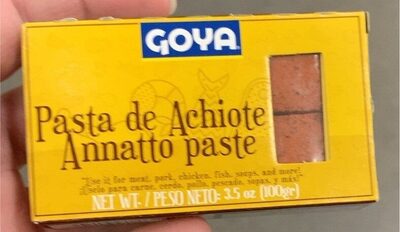 GOYA
Pasta de Achiote
Annatto paste
"Use it for meat, pork, chicken, fish, soups, and more!
¡Úselo para carne, cerdo, pollo, pescado, sopas, y más!"
NET WT. / PESO NETO: 3.5 oz (100gr)